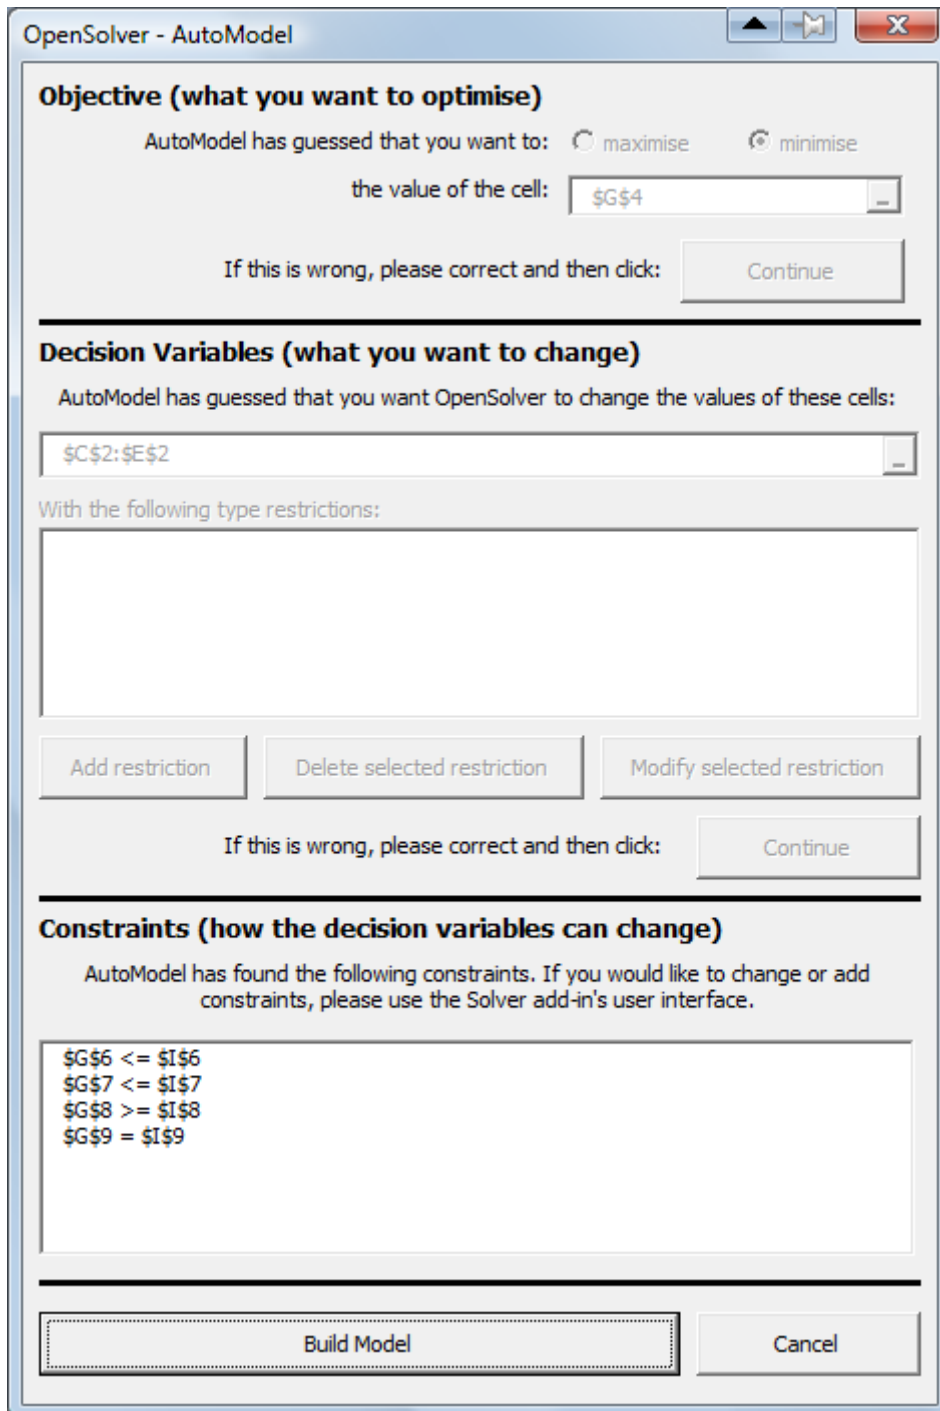 OpenSolver - AutoModel
Objective (what you want to optimise)
AutoModel has guessed that you want to: maximise minimise
the value of the cell: $G$4 _
If this is wrong, please correct and then click: Continue
Decision Variables (what you want to change)
AutoModel has guessed that you want OpenSolver to change the values of these cells:
$C$2:$E$2 _
With the following type restrictions:
Add restriction Delete selected restriction Modify selected restriction
If this is wrong, please correct and then click: Continue
Constraints (how the decision variables can change)
AutoModel has found the following constraints. If you would like to change or add
constraints, please use the Solver add-in's user interface.
$G$6 <= $I$6
$G$7 <= $I$7
$G$8 >= $I$8
$G$9 = $I$9
Build Model Cancel